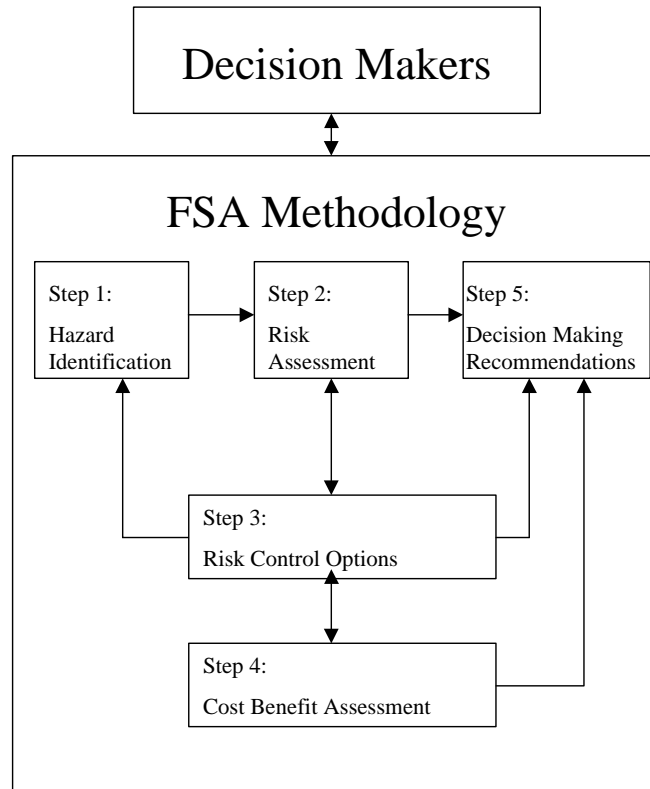 Decision Makers
FSA Methodology
Step 1:
Hazard
Identification
Step 2:
Risk
Assessment
Step 5:
Decision Making
Recommendations
Step 3:
Risk Control Options
Step 4:
Cost Benefit Assessment